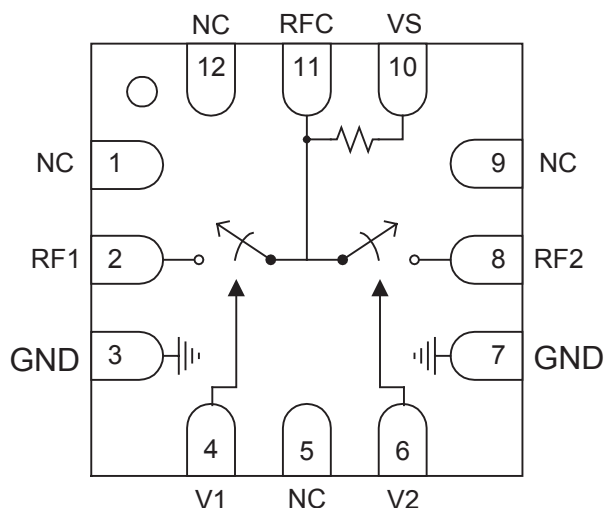 NC RFC VS
12 11 10
NC 1 9 NC
RF1 2 8 RF2
GND 3 7 GND
4 5 6
V1 NC V2